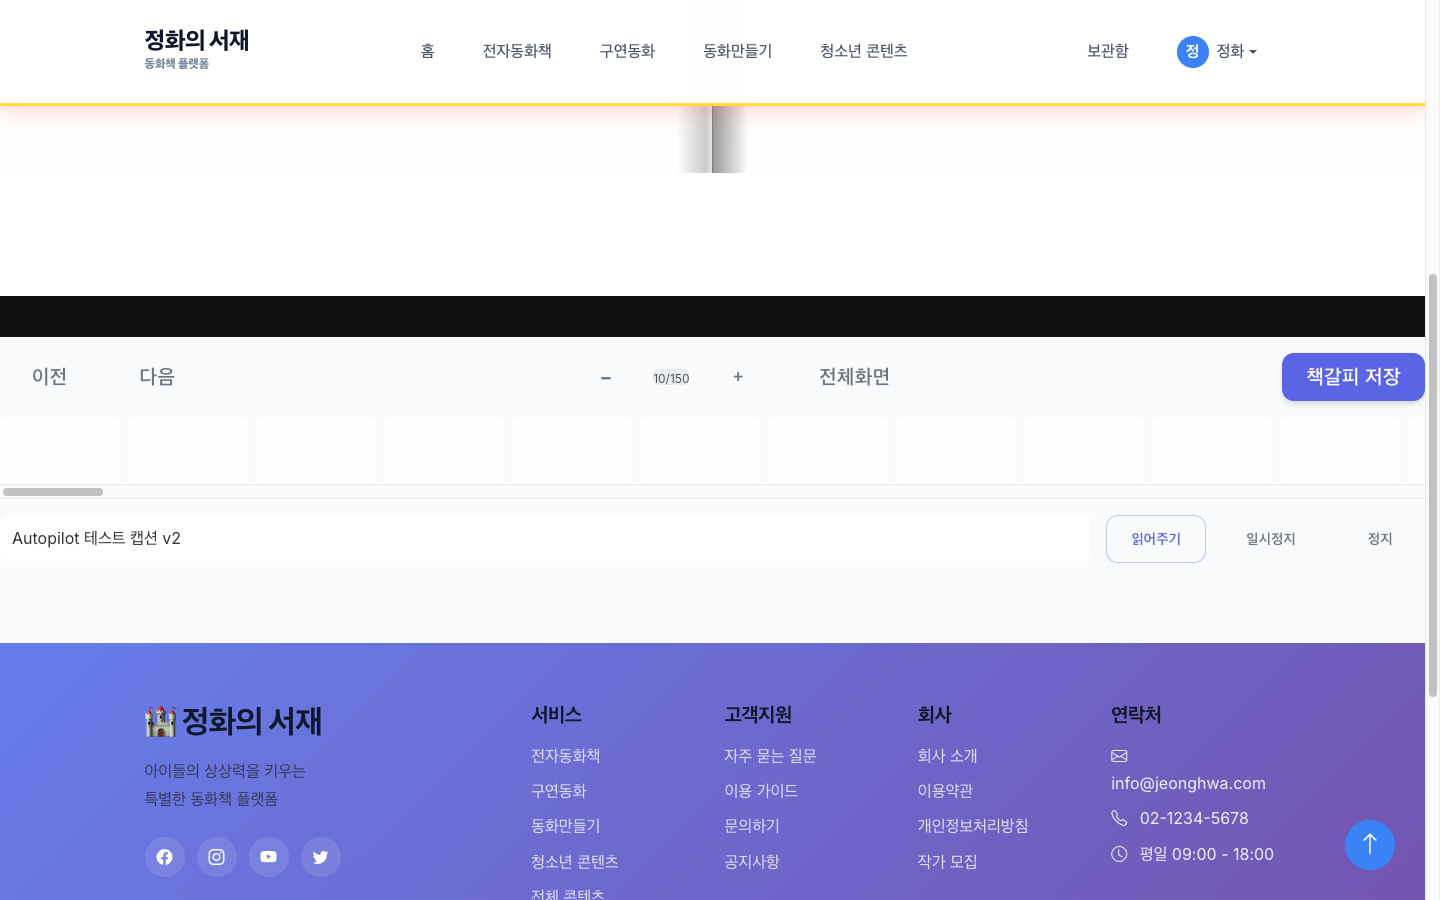 정화의 서재
동화책 플랫폼
홈
전자동화책
구연동화
동화만들기
청소년 콘텐츠
보관함
정
정화
이전
다음
−
10/150
+
전체화면
책갈피 저장
Autopilot 테스트 캡션 v2
읽어주기
일시정지
정지
정화의 서재
아이들의 상상력을 키우는
특별한 동화책 플랫폼
서비스
전자동화책
구연동화
동화만들기
청소년 콘텐츠
전체 콘텐츠
고객지원
자주 묻는 질문
이용 가이드
문의하기
공지사항
회사
회사 소개
이용약관
개인정보처리방침
작가 모집
연락처
info@jeonghwa.com
02-1234-5678
평일 09:00 - 18:00